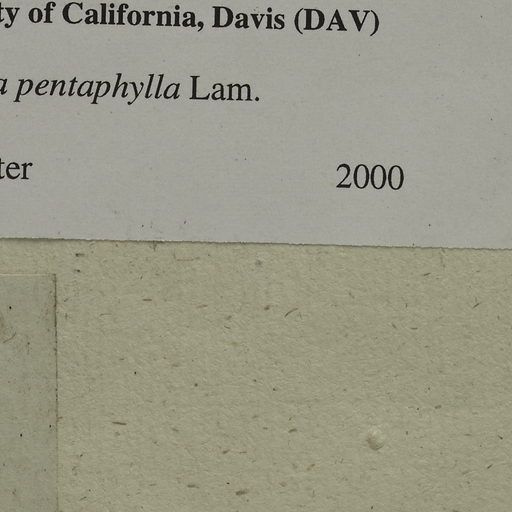 ty of California, Davis (DAV)
a pentaphylla Lam.
ter
2000